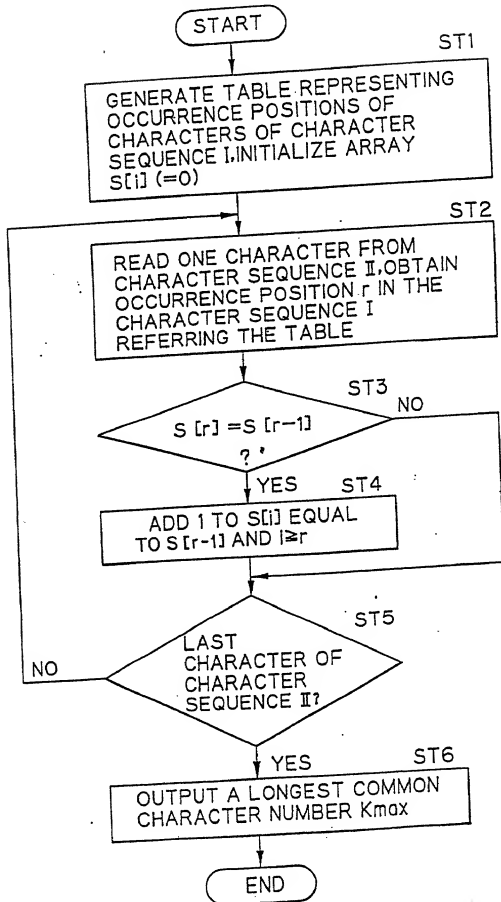 START
ST1
GENERATE TABLE REPRESENTING
OCCURRENCE POSITIONS OF
CHARACTERS OF CHARACTER
SEQUENCE I,INITIALIZE ARRAY
S[i] (=0)
ST2
READ ONE CHARACTER FROM
CHARACTER SEQUENCE II,OBTAIN
OCCURRENCE POSITION r IN THE
CHARACTER SEQUENCE I
REFERRING THE TABLE
ST3
S [r] = S [r-1]
?
NO
YES
ST4
ADD 1 TO S[i] EQUAL
TO S [r-1] AND i≧r
ST5
LAST
CHARACTER OF
CHARACTER
SEQUENCE II?
NO
YES
ST6
OUTPUT A LONGEST COMMON
CHARACTER NUMBER Kmax
END